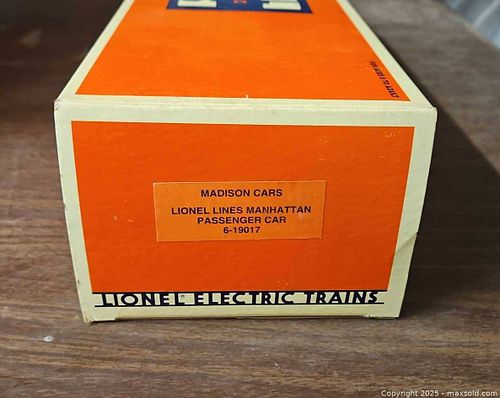 MADISON CARS
LIONEL LINES MANHATTAN
PASSENGER CAR
6-19017
LIONEL ELECTRIC TRAINS
Copyright 2025 - maxsold.com